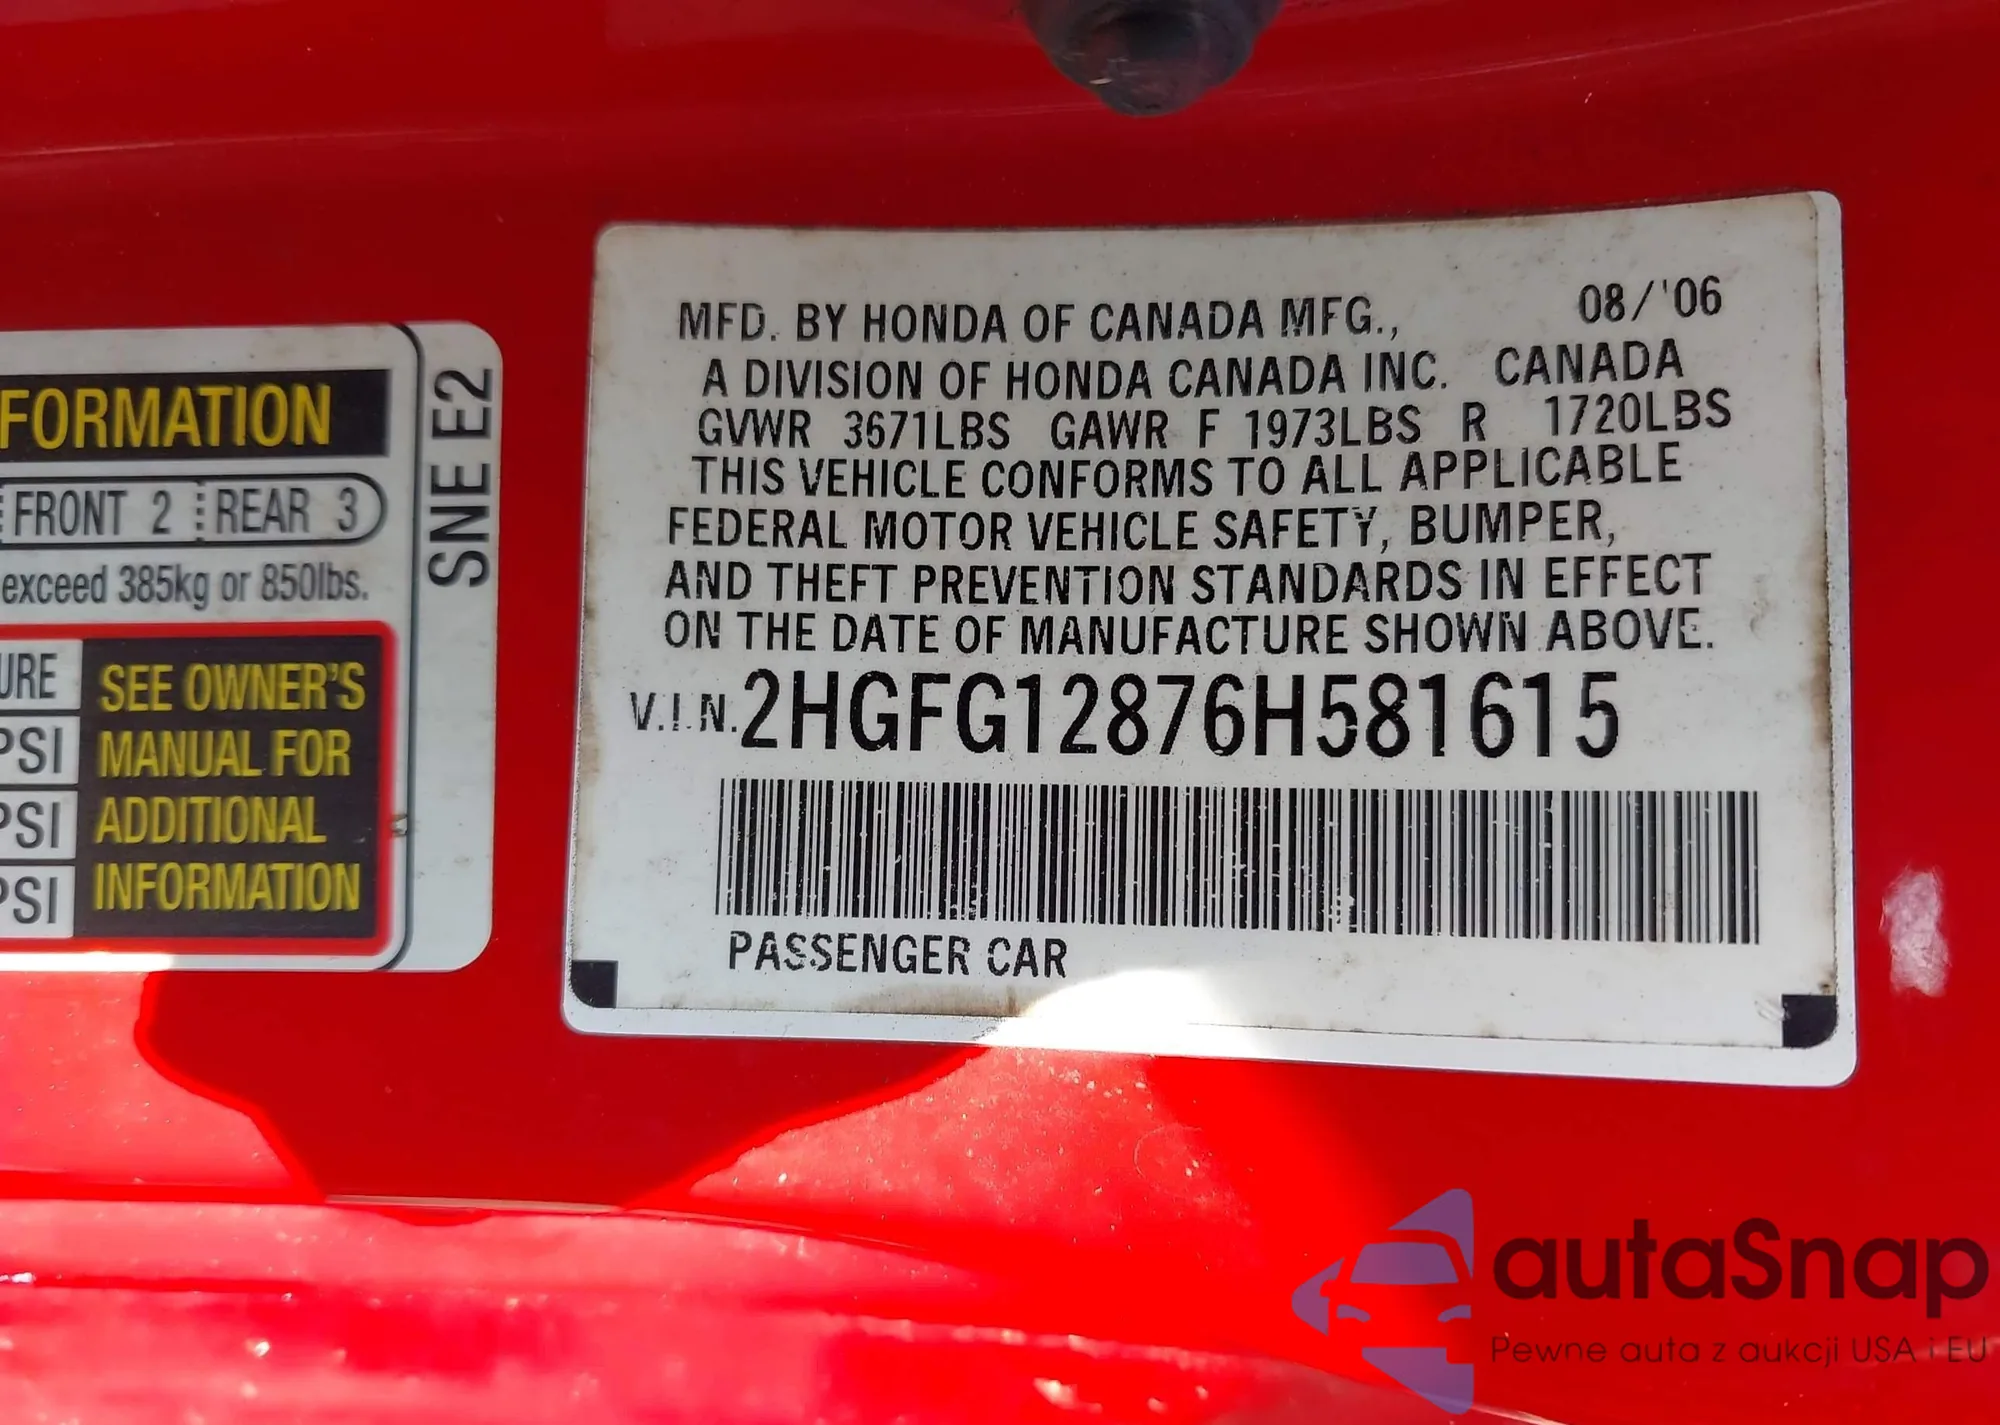 FORMATION
FRONT 2 REAR 3
exceed 385kg or 850lbs.
URE
PSI
PSI
PSI
SEE OWNER'S
MANUAL FOR
ADDITIONAL
INFORMATION
SNE E2
MFD. BY HONDA OF CANADA MFG., 08/'06
A DIVISION OF HONDA CANADA INC. CANADA
GVWR 3671LBS GAWR F 1973LBS R 1720LBS
THIS VEHICLE CONFORMS TO ALL APPLICABLE
FEDERAL MOTOR VEHICLE SAFETY, BUMPER,
AND THEFT PREVENTION STANDARDS IN EFFECT
ON THE DATE OF MANUFACTURE SHOWN ABOVE.
V.I.N. 2HGFG12876H581615
PASSENGER CAR
autaSnap
Pewne auta z aukcji USA i EU